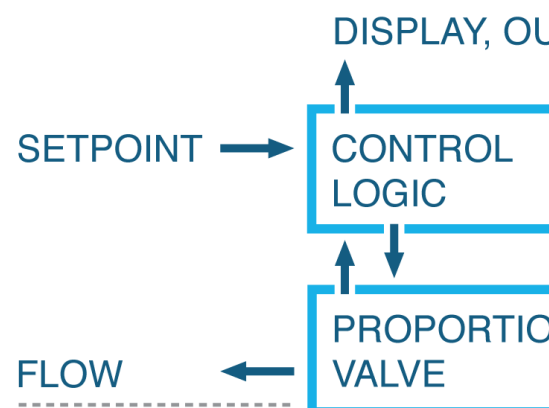 DISPLAY, OU
SETPOINT
CONTROL
LOGIC
PROPORTIO
FLOW
VALVE